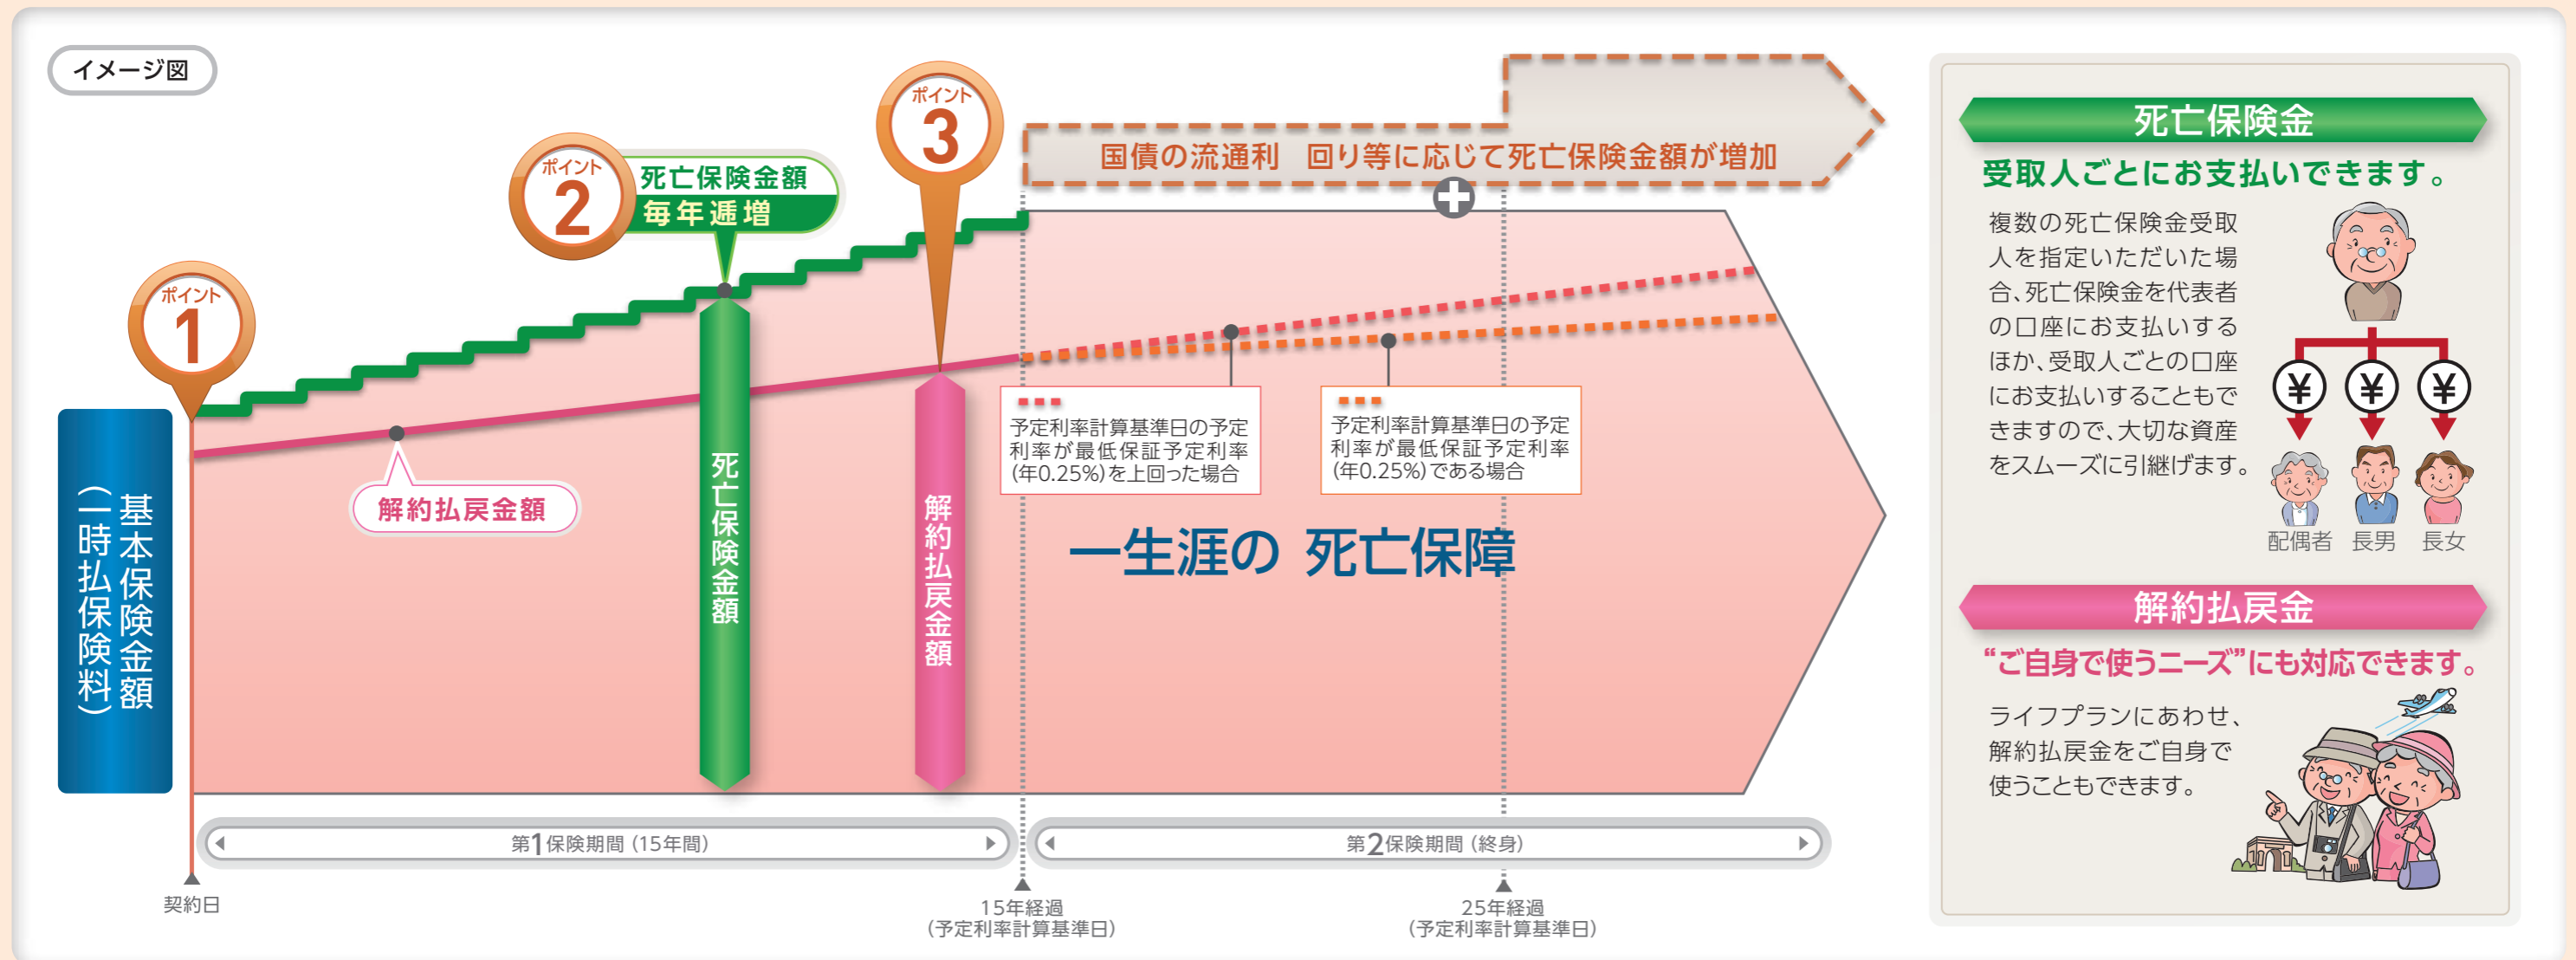 イメージ図
ポイント
1
ポイント
2
死亡保険金額
毎年逓増
ポイント
3
国債の流通利 回り等に応じて死亡保険金額が増加
基本保険金額
(一時払保険料)
解約払戻金額
死亡保険金額
解約払戻金額
予定利率計算基準日の予定
利率が最低保証予定利率
(年0.25%)を上回った場合
予定利率計算基準日の予定
利率が最低保証予定利率
(年0.25%)である場合
一生涯の 死亡保障
第1保険期間(15年間)
第2保険期間(終身)
契約日
15年経過
(予定利率計算基準日)
25年経過
(予定利率計算基準日)
死亡保険金
受取人ごとにお支払いできます。
複数の死亡保険金受取
人を指定いただいた場
合、死亡保険金を代表者
の口座にお支払いする
ほか、受取人ごとの口座
にお支払いすることもで
きますので、大切な資産
をスムーズに引継げます。
¥ ¥ ¥
配偶者 長男 長女
解約払戻金
“ご自身で使うニーズ”にも対応できます。
ライフプランにあわせ、
解約払戻金をご自身で
使うこともできます。